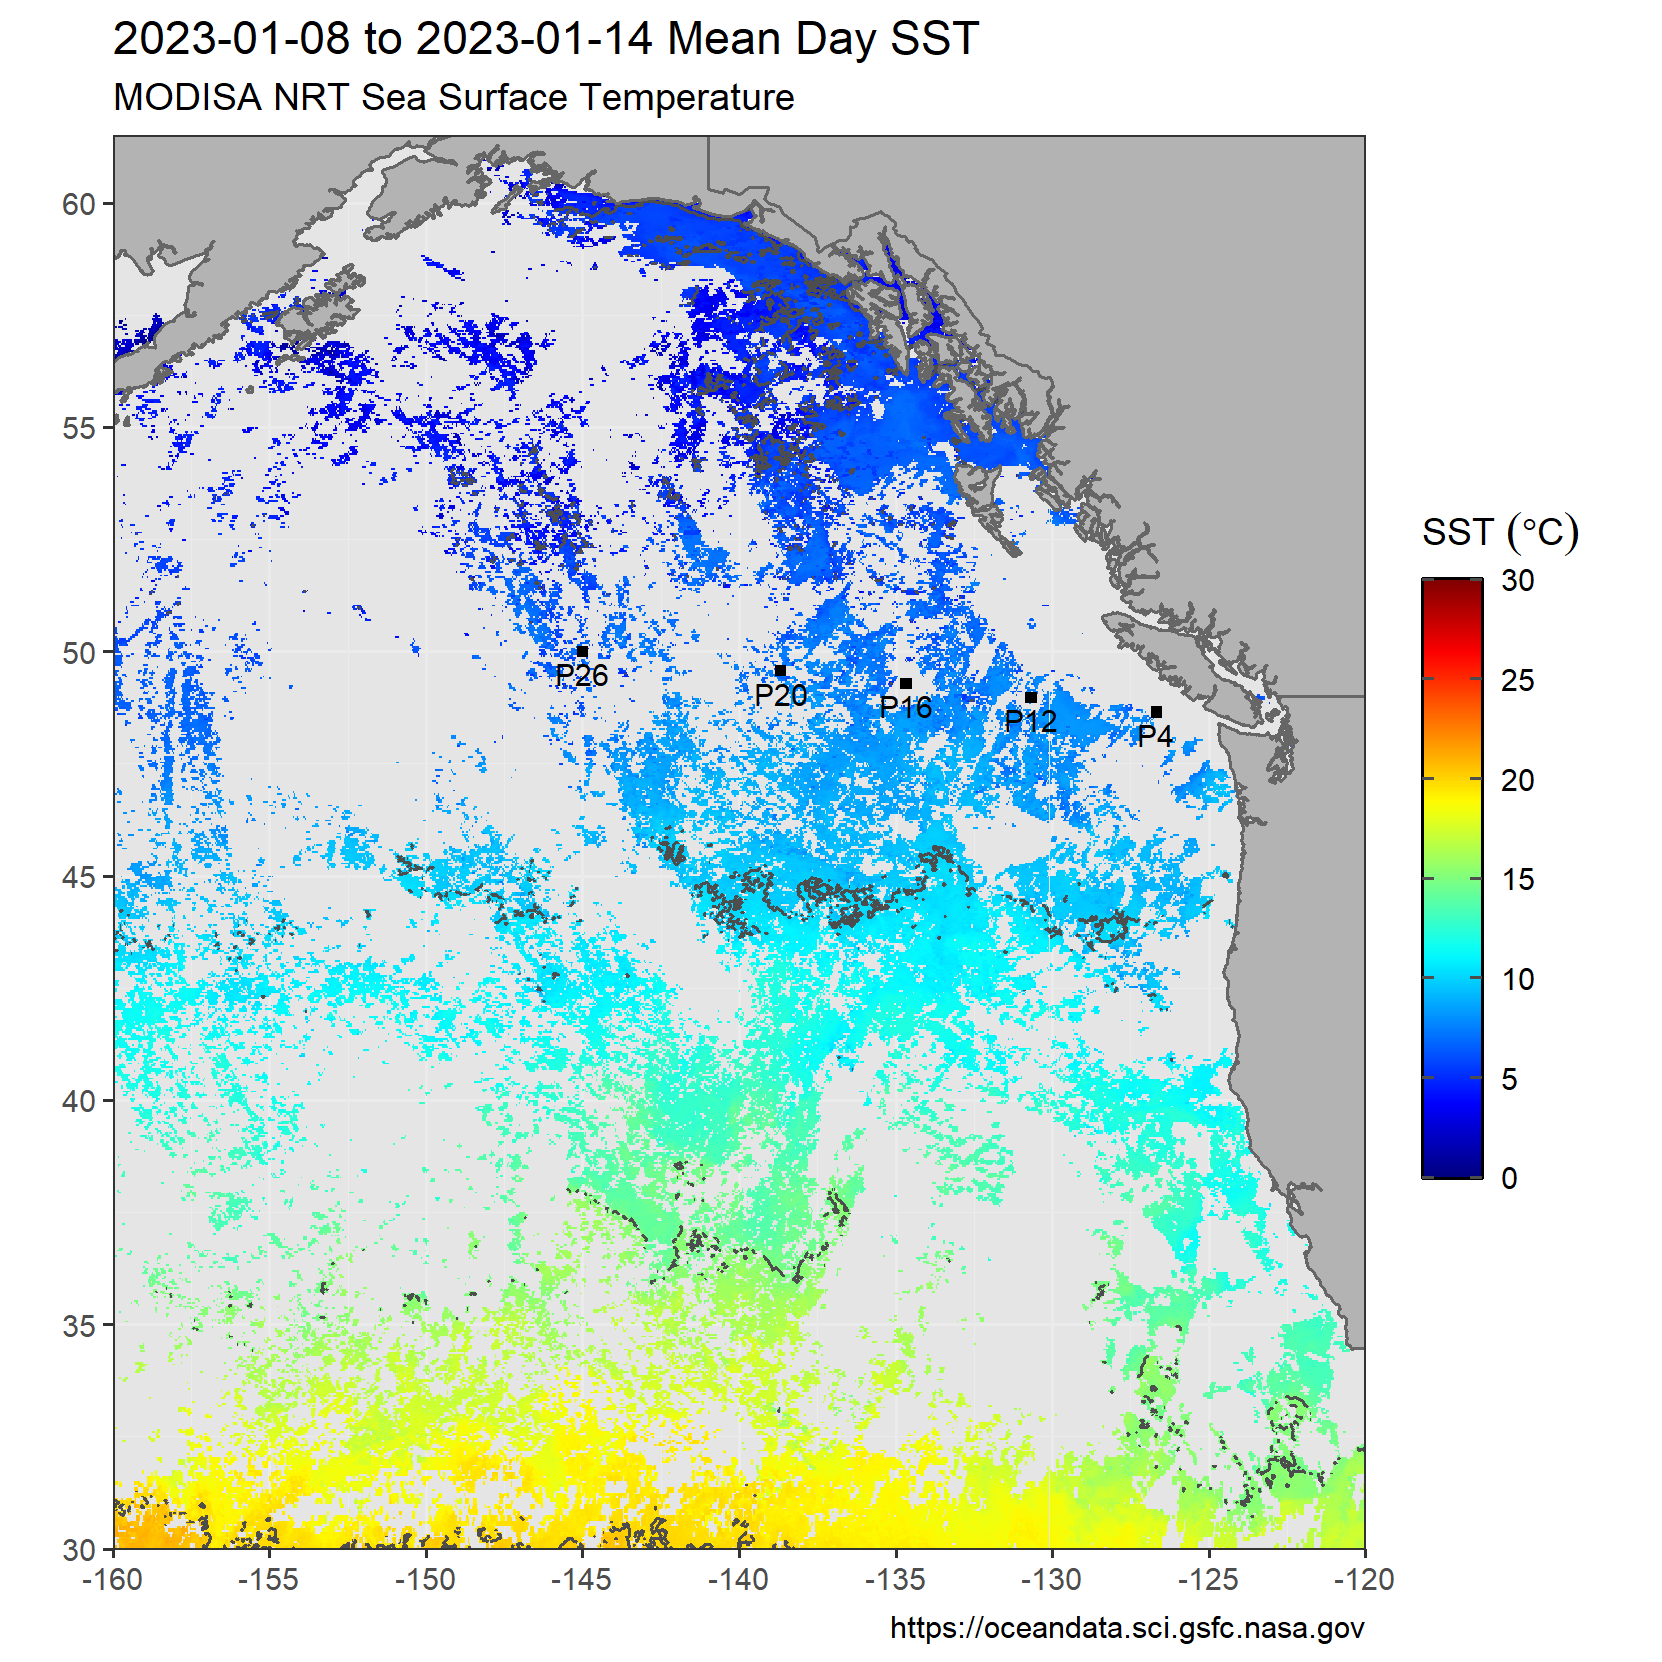 2023-01-08 to 2023-01-14 Mean Day SST
MODISA NRT Sea Surface Temperature
60
55
50
45
40
35
30
-160
-155
-150
-145
-140
-135
-130
-125
-120
P26
P20
P16
P12
P4
SST (°C)
30
25
20
15
10
5
0
https://oceandata.sci.gsfc.nasa.gov